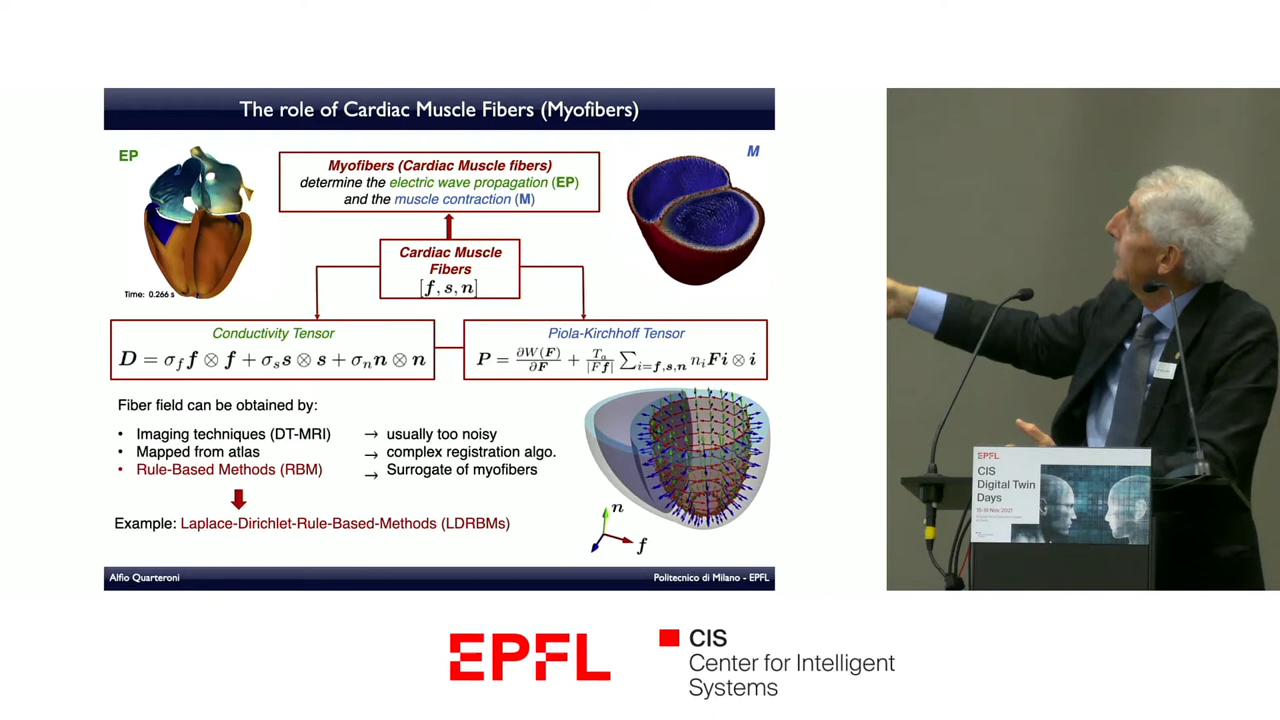 The role of Cardiac Muscle Fibers (Myofibers)
EP
Myofibers (Cardiac Muscle fibers)
determine the electric wave propagation (EP)
and the muscle contraction (M)
M
Time: 0.266 s
Cardiac Muscle
Fibers
[f, s, n]
Conductivity Tensor
D = σ_f f ⊗ f + σ_s s ⊗ s + σ_n n ⊗ n
Piola-Kirchhoff Tensor
P = ∂W(F)/∂F + T_a/|Ff| ∑_{i=f,s,n} n_i Fi ⊗ i
Fiber field can be obtained by:
• Imaging techniques (DT-MRI) → usually too noisy
• Mapped from atlas → complex registration algo.
• Rule-Based Methods (RBM) → Surrogate of myofibers
Example: Laplace-Dirichlet-Rule-Based-Methods (LDRBMs)
n
f
Alfio Quarteroni
Politecnico di Milano - EPFL
EPFL
CIS
Digital Twin
Days
15-18 Nov 2021
EPFL
CIS
Center for Intelligent
Systems